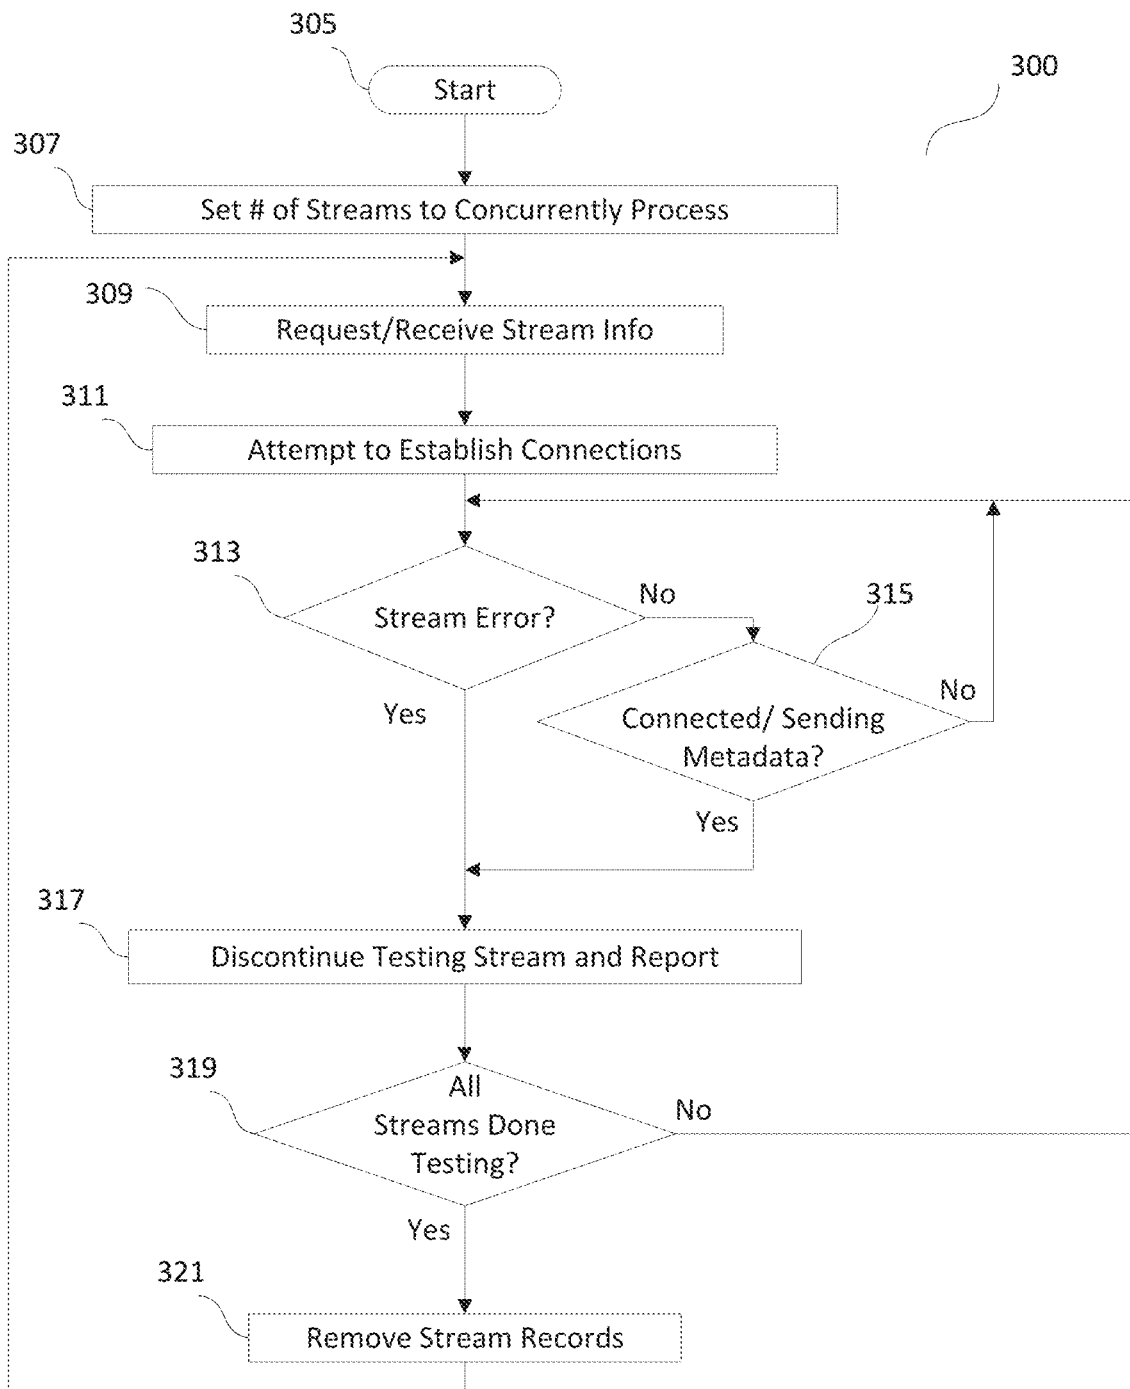 305
Start
300
307
Set # of Streams to Concurrently Process
309
Request/Receive Stream Info
311
Attempt to Establish Connections
313
Stream Error?
No
315
Yes
Connected/ Sending
Metadata?
No
Yes
317
Discontinue Testing Stream and Report
319
All
Streams Done
Testing?
No
Yes
321
Remove Stream Records